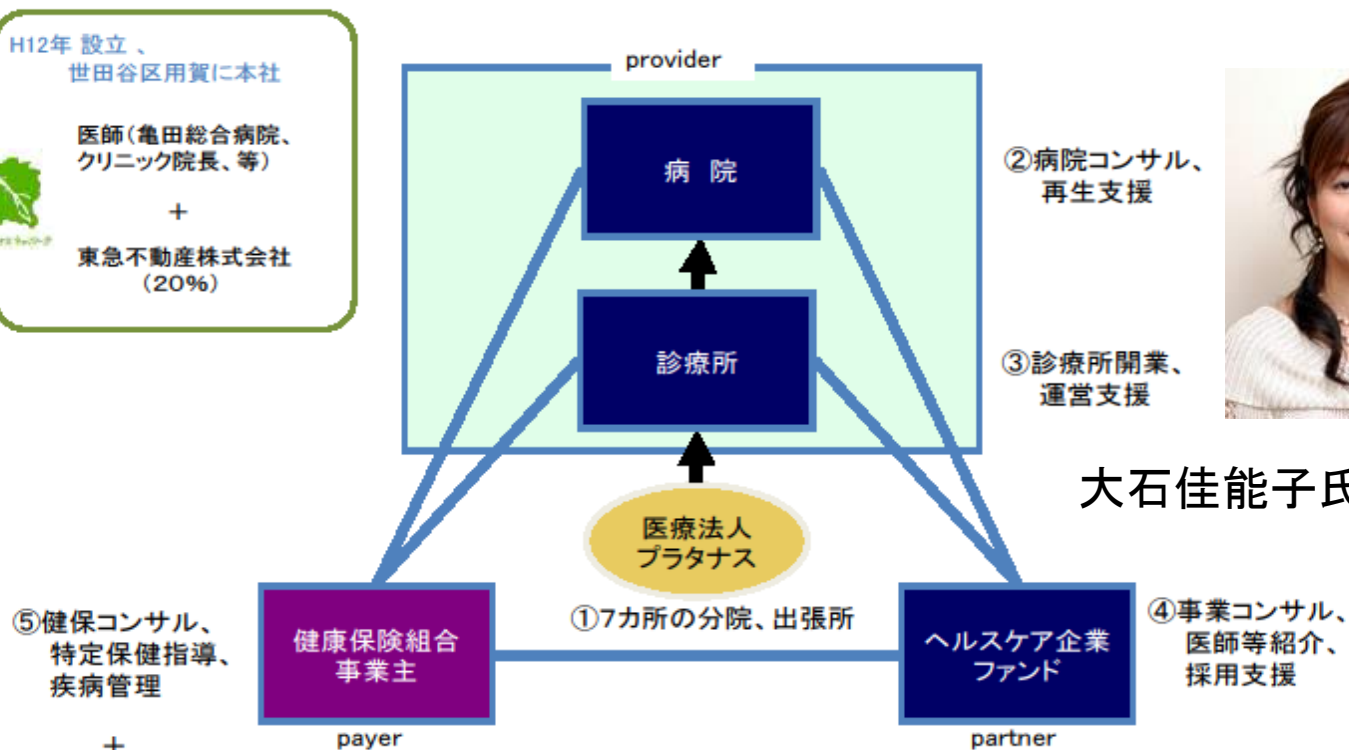 H12年 設立 、
世田谷区用賀に本社
医師(亀田総合病院、
クリニック院長、等)
+
東急不動産株式会社
(20%)
provider
病 院
診療所
②病院コンサル、
再生支援
③診療所開業、
運営支援
大石佳能子氏
医療法人
プラタナス
①7カ所の分院、出張所
⑤健保コンサル、
特定保健指導、
疾病管理
+
健康保険組合
事業主
payer
ヘルスケア企業
ファンド
partner
④事業コンサル、
医師等紹介、
採用支援